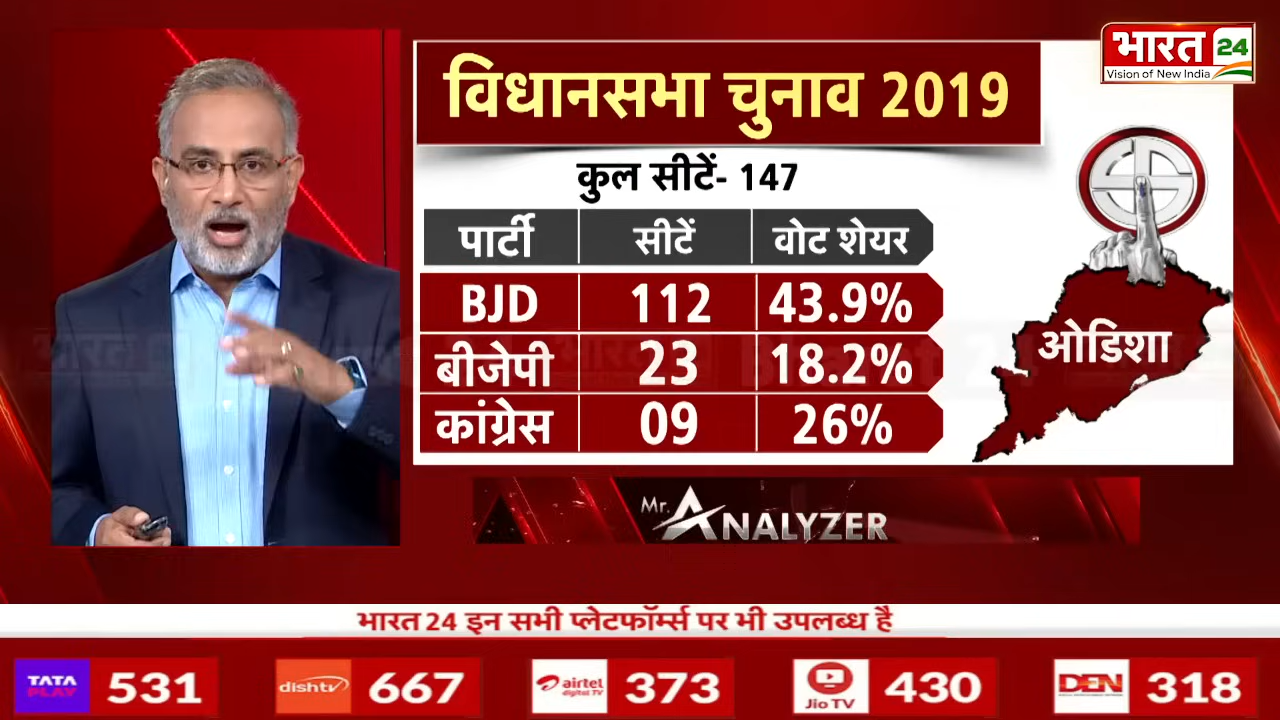 भारत 24
Vision of New India
विधानसभा चुनाव 2019
कुल सीटें- 147
पार्टी सीटें वोट शेयर
BJD 112 43.9%
बीजेपी 23 18.2%
कांग्रेस 09 26%
ओडिशा
Mr. ANALYZER
भारत 24 इन सभी प्लेटफॉर्म्स पर भी उपलब्ध है
TATA PLAY 531 dishtv 667 airtel digital TV 373 JioTV 430 DEN 318